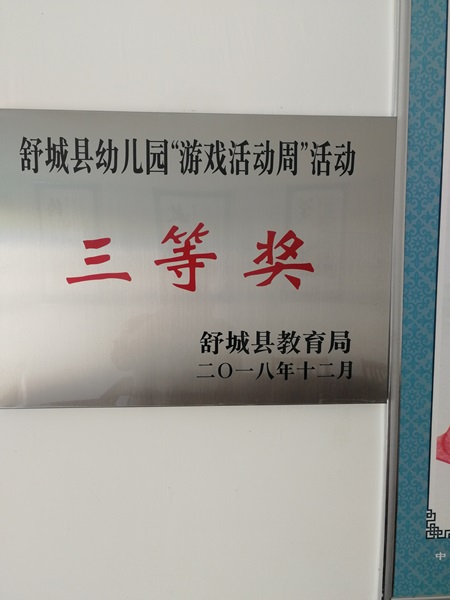 舒城县幼儿园“游戏活动周”活动
三等奖
舒城县教育局
二〇一八年十二月
中